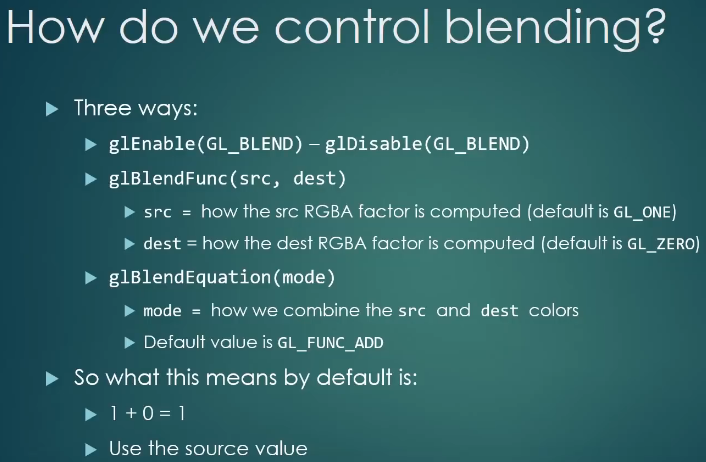 How do we control blending?
Three ways:
glEnable(GL_BLEND) – glDisable(GL_BLEND)
glBlendFunc(src, dest)
src = how the src RGBA factor is computed (default is GL_ONE)
dest = how the dest RGBA factor is computed (default is GL_ZERO)
glBlendEquation(mode)
mode = how we combine the src and dest colors
Default value is GL_FUNC_ADD
So what this means by default is:
1 + 0 = 1
Use the source value